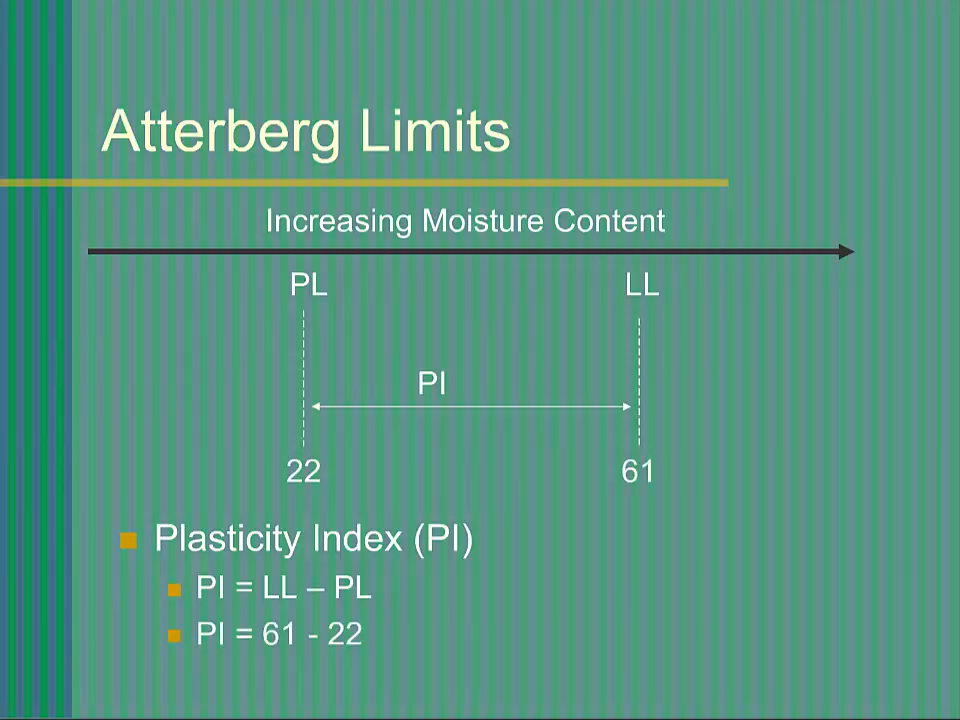 Atterberg Limits
Increasing Moisture Content
PL LL
PI
22 61
Plasticity Index (PI)
PI = LL – PL
PI = 61 - 22